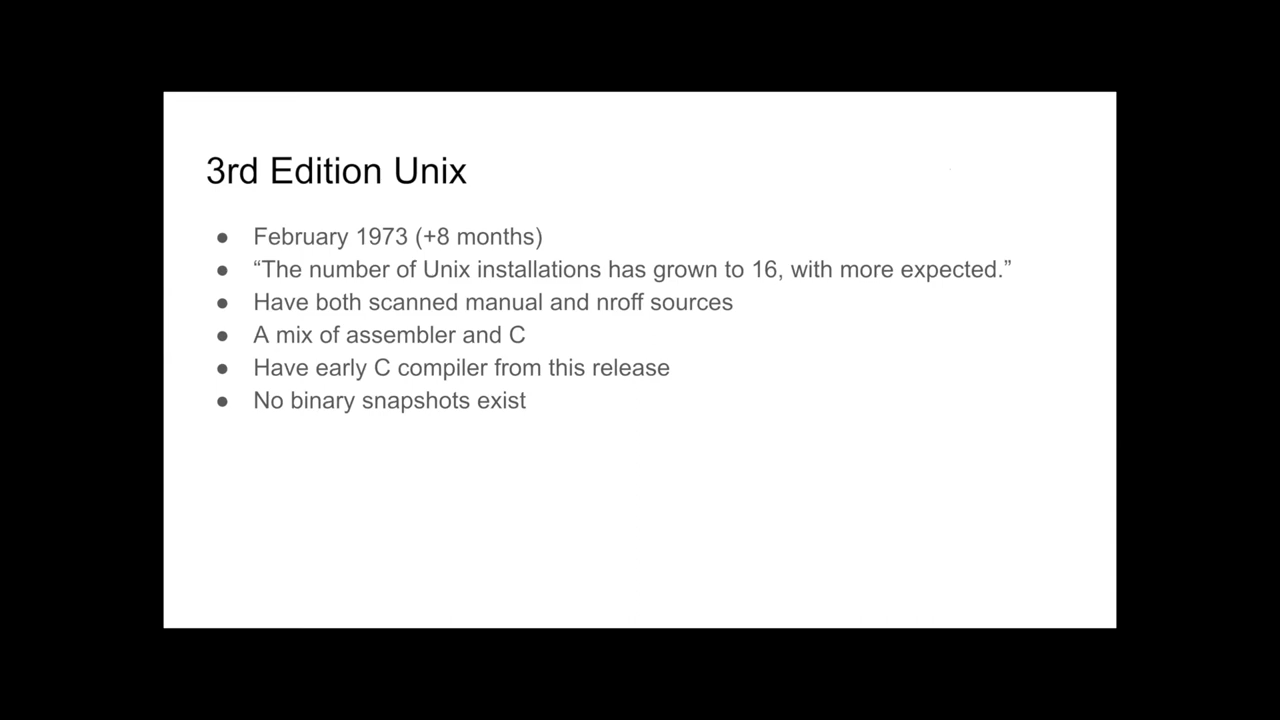 3rd Edition Unix
● February 1973 (+8 months)
● “The number of Unix installations has grown to 16, with more expected.”
● Have both scanned manual and nroff sources
● A mix of assembler and C
● Have early C compiler from this release
● No binary snapshots exist